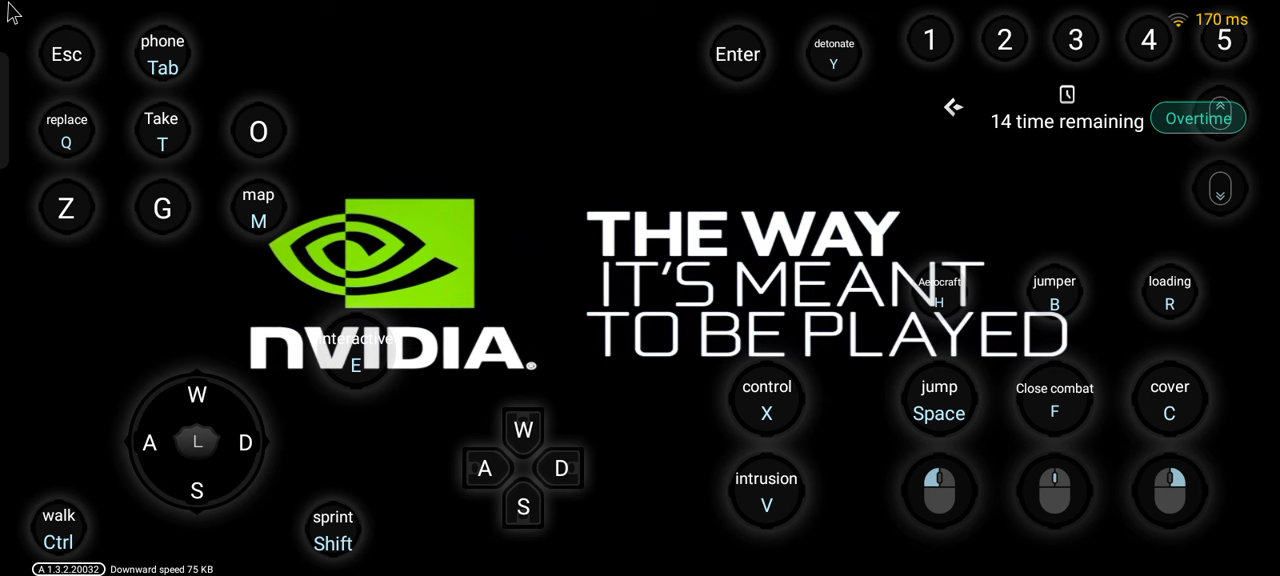 170 ms
Esc
phone
Tab
Enter
detonate
Y
1
2
3
4
5
replace
Q
Take
T
O
14 time remaining
Overtime
Z
G
map
M
THE WAY
IT'S MEANT
TO BE PLAYED
Aerocraft
H
jumper
B
loading
R
nVIDIA.
interactive
E
control
X
jump
Space
Close combat
F
cover
C
W
A
L
D
S
W
A
D
S
intrusion
V
walk
Ctrl
sprint
Shift
A 1.3.2.20032
Downward speed 75 KB